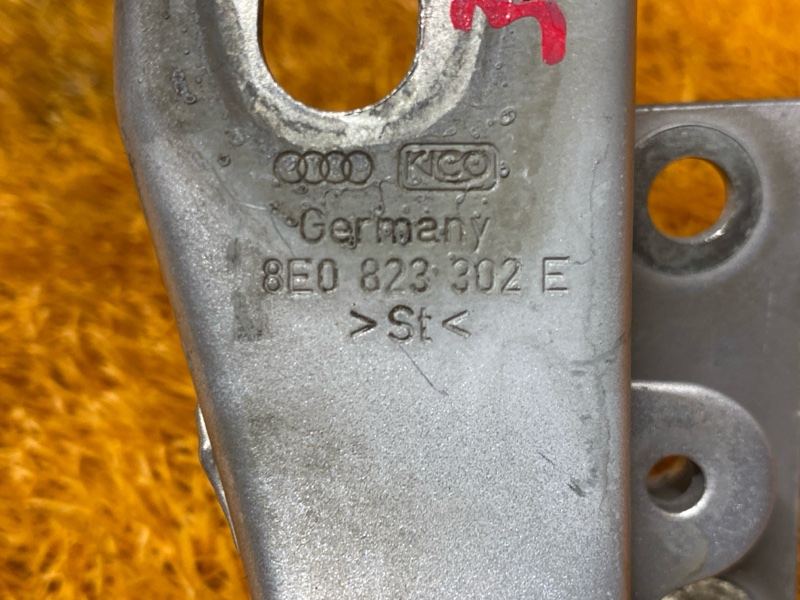 KICO
Germany
8E0 823 302 E
>St<